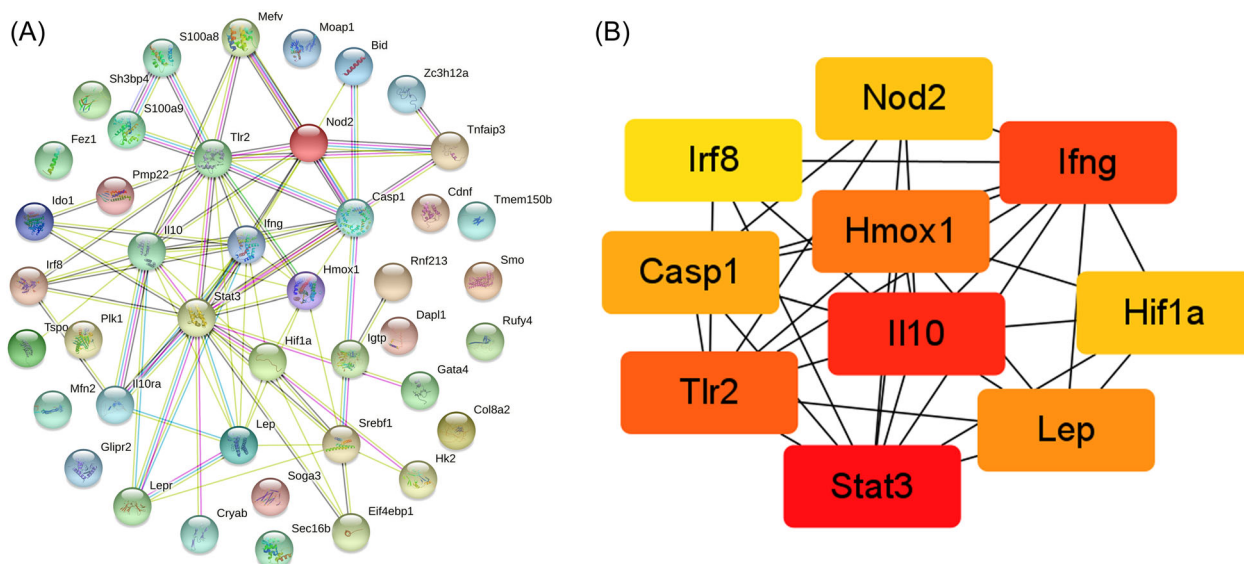 (A)
Mefv
S100a8
Moap1
Bid
Sh3bp4
Zc3h12a
S100a9
Nod2
Tnfaip3
Tlr2
Fez1
Pmp22
Casp1
Cdnf
Tmem150b
Ido1
Il10
Ifng
Irf8
Hmox1
Rnf213
Smo
Stat3
Tspo
Plk1
Dapl1
Rufy4
Hif1a
Igtp
Mfn2
Il10ra
Gata4
Lep
Srebf1
Col8a2
Glipr2
Hk2
Lepr
Soga3
Cryab
Sec16b
Eif4ebp1
(B)
Nod2
Irf8
Ifng
Hmox1
Casp1
Hif1a
Il10
Tlr2
Lep
Stat3